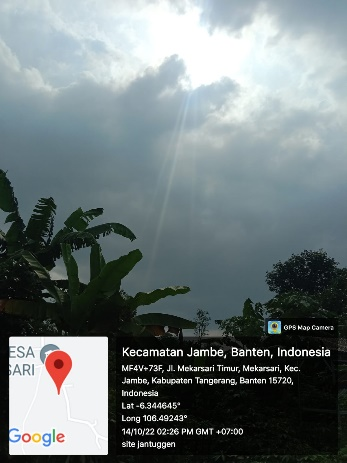 GPS Map Camera
ESA
SARI
Google
Kecamatan Jambe, Banten, Indonesia
MF4V+73F, Jl. Mekarsari Timur, Mekarsari, Kec.
Jambe, Kabupaten Tangerang, Banten 15720,
Indonesia
Lat -6.344645°
Long 106.49243°
14/10/22 02:26 PM GMT +07:00
site jantuggen